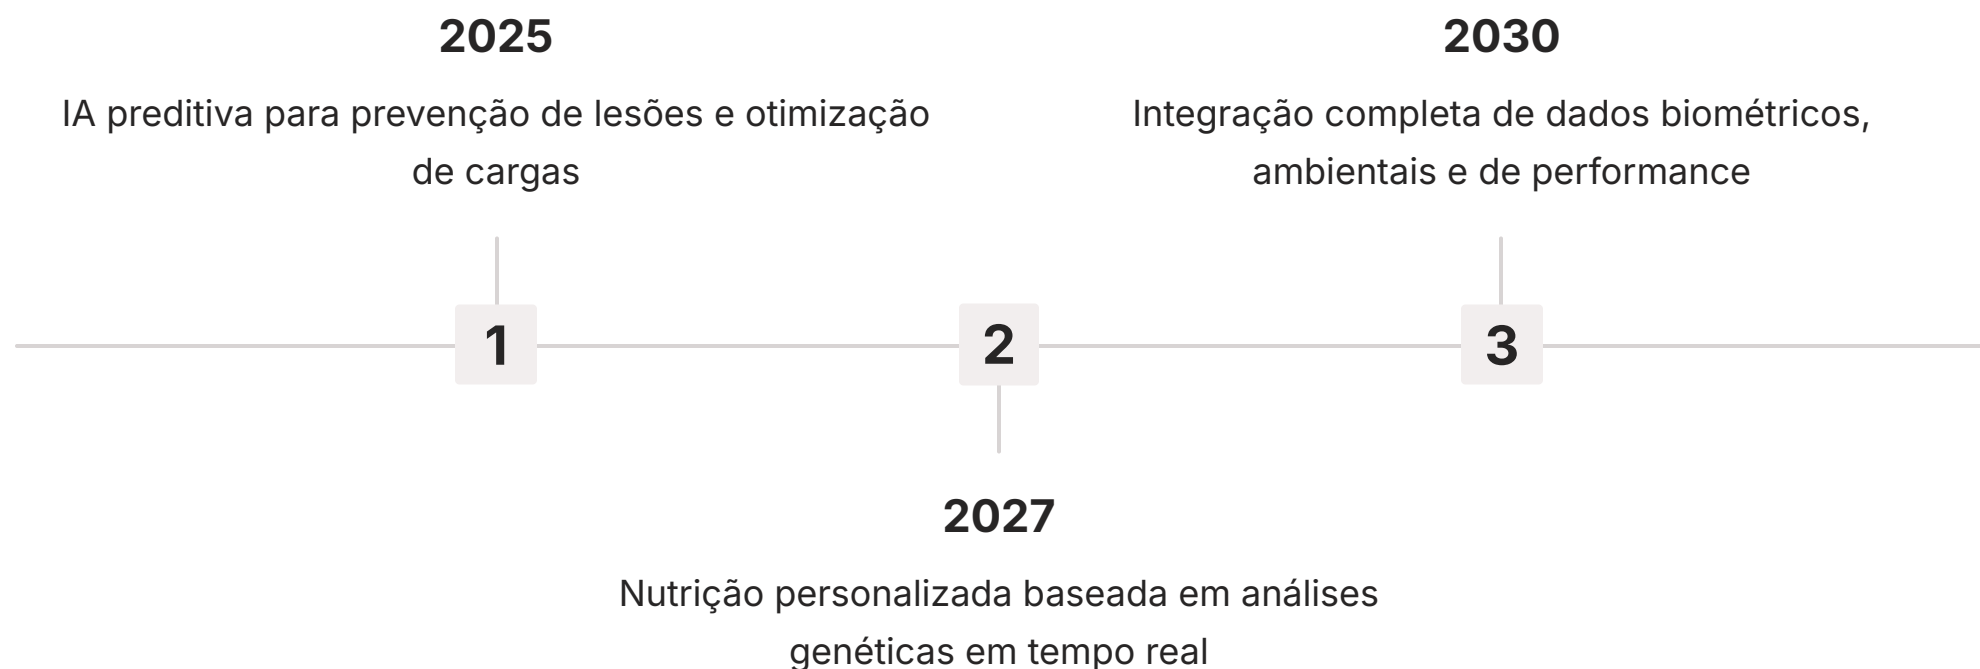 2025
IA preditiva para prevenção de lesões e otimização
de cargas
2030
Integração completa de dados biométricos,
ambientais e de performance
1
2
3
2027
Nutrição personalizada baseada em análises
genéticas em tempo real